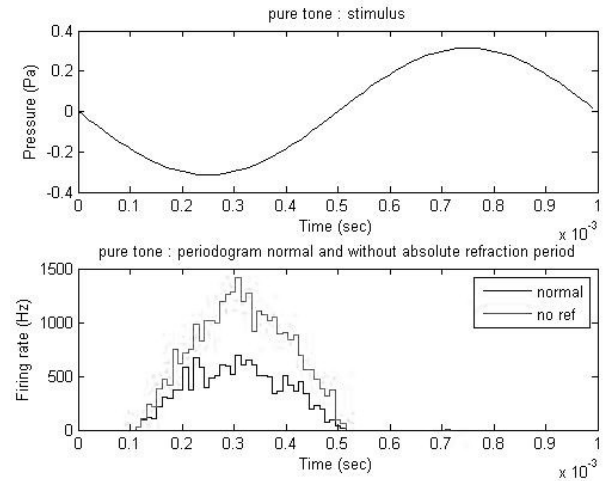 pure tone : stimulus
0.4
0.2
0
-0.2
-0.4
Pressure (Pa)
0 0.1 0.2 0.3 0.4 0.5 0.6 0.7 0.8 0.9 1
Time (sec)
x 10-3
pure tone : periodogram normal and without absolute refraction period
1500
1000
500
0
Firing rate (Hz)
normal
no ref
0 0.1 0.2 0.3 0.4 0.5 0.6 0.7 0.8 0.9 1
Time (sec)
x 10-3